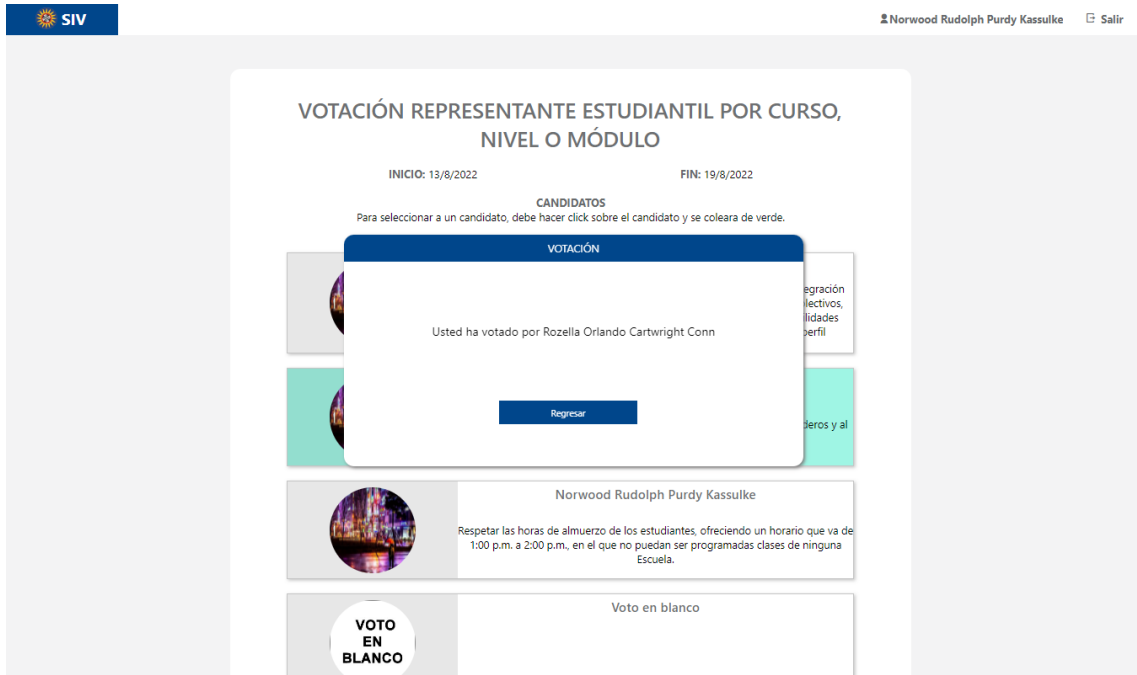 SIV
Norwood Rudolph Purdy Kassulke
Salir
VOTACIÓN REPRESENTANTE ESTUDIANTIL POR CURSO,
NIVEL O MÓDULO
INICIO: 13/8/2022
FIN: 19/8/2022
CANDIDATOS
Para seleccionar a un candidato, debe hacer click sobre el candidato y se coleara de verde.
VOTACIÓN
Usted ha votado por Rozella Orlando Cartwright Conn
Regresar
perfil
y al
Norwood Rudolph Purdy Kassulke
Respetar las horas de almuerzo de los estudiantes, ofreciendo un horario que va de
1:00 p.m. a 2:00 p.m., en el que no puedan ser programadas clases de ninguna
Escuela.
VOTO
EN
BLANCO
Voto en blanco